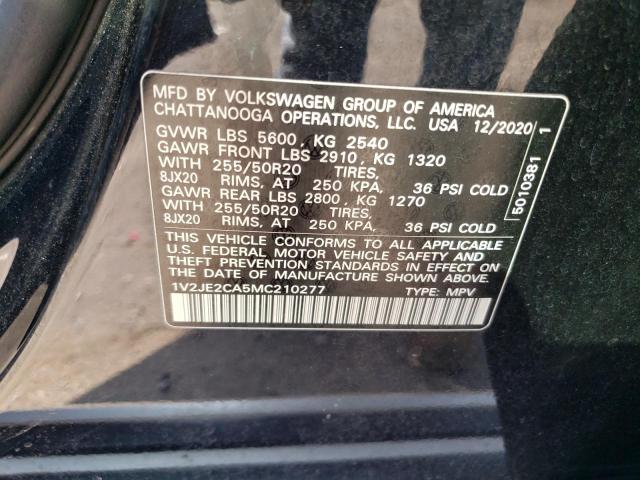 MFD BY VOLKSWAGEN GROUP OF AMERICA
CHATTANOOGA OPERATIONS, LLC. USA 12/2020
GVWR LBS 5600, KG 2540
GAWR FRONT LBS 2910, KG 1320
WITH 255/50R20 TIRES,
8JX20 RIMS, AT 250 KPA, 36 PSI COLD
GAWR REAR LBS 2800, KG 1270
WITH 255/50R20 TIRES,
8JX20 RIMS, AT 250 KPA, 36 PSI COLD
THIS VEHICLE CONFORMS TO ALL APPLICABLE
U.S. FEDERAL MOTOR VEHICLE SAFETY AND
THEFT PREVENTION STANDARDS IN EFFECT ON
THE DATE OF MANUFACTURE SHOWN ABOVE.
1V2JE2CA5MC210277 TYPE: MPV
5010381 1